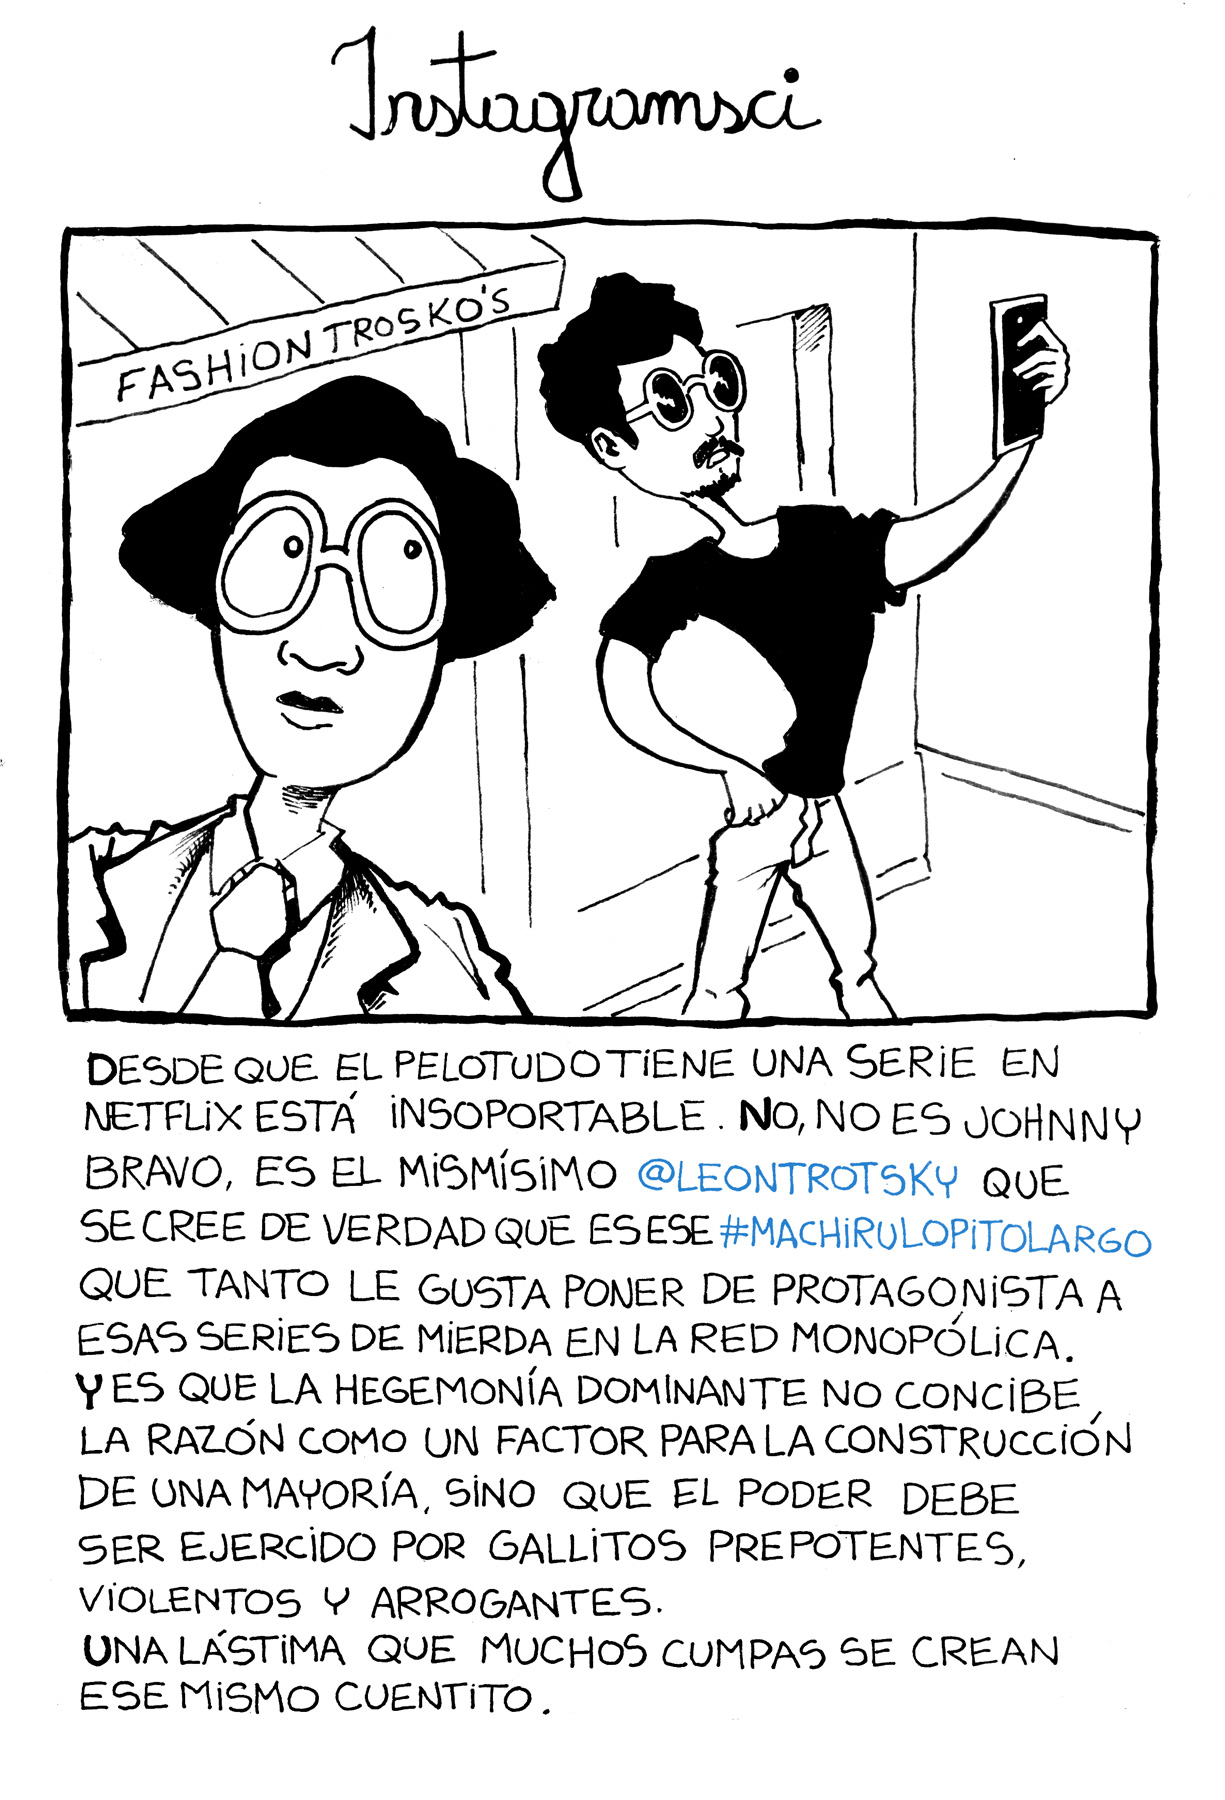 Instagramsci
FASHION TROSKO'S
DESDE QUE EL PELOTUDO TIENE UNA SERIE EN
NETFLIX ESTÁ INSOPORTABLE. NO, NO ES JOHNNY
BRAVO, ES EL MISMÍSIMO @LEONTROTSKY QUE
SE CREE DE VERDAD QUE ES ESE #MACHIRULOPITOLARGO
QUE TANTO LE GUSTA PONER DE PROTAGONISTA A
ESAS SERIES DE MIERDA EN LA RED MONOPÓLICA.
Y ES QUE LA HEGEMONÍA DOMINANTE NO CONCIBE
LA RAZÓN COMO UN FACTOR PARA LA CONSTRUCCIÓN
DE UNA MAYORÍA, SINO QUE EL PODER DEBE
SER EJERCIDO POR GALLITOS PREPOTENTES,
VIOLENTOS Y ARROGANTES.
UNA LÁSTIMA QUE MUCHOS CUMPAS SE CREAN
ESE MISMO CUENTITO.